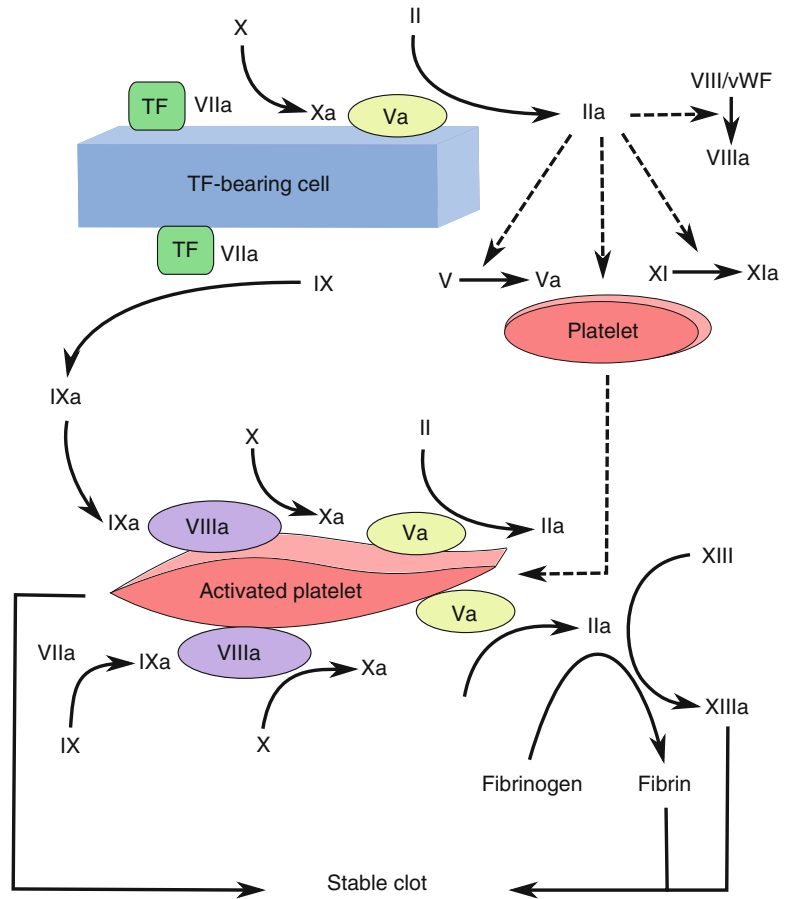 X
II
TF
VIIa
Xa
Va
IIa
VIII/vWF
VIIIa
TF-bearing cell
TF
VIIa
IX
V
Va
XI
XIa
Platelet
IXa
X
II
IXa
VIIIa
Xa
Va
IIa
XIII
Activated platelet
Va
IIa
VIIa
IXa
VIIIa
Xa
XIIIa
IX
X
Fibrinogen
Fibrin
Stable clot